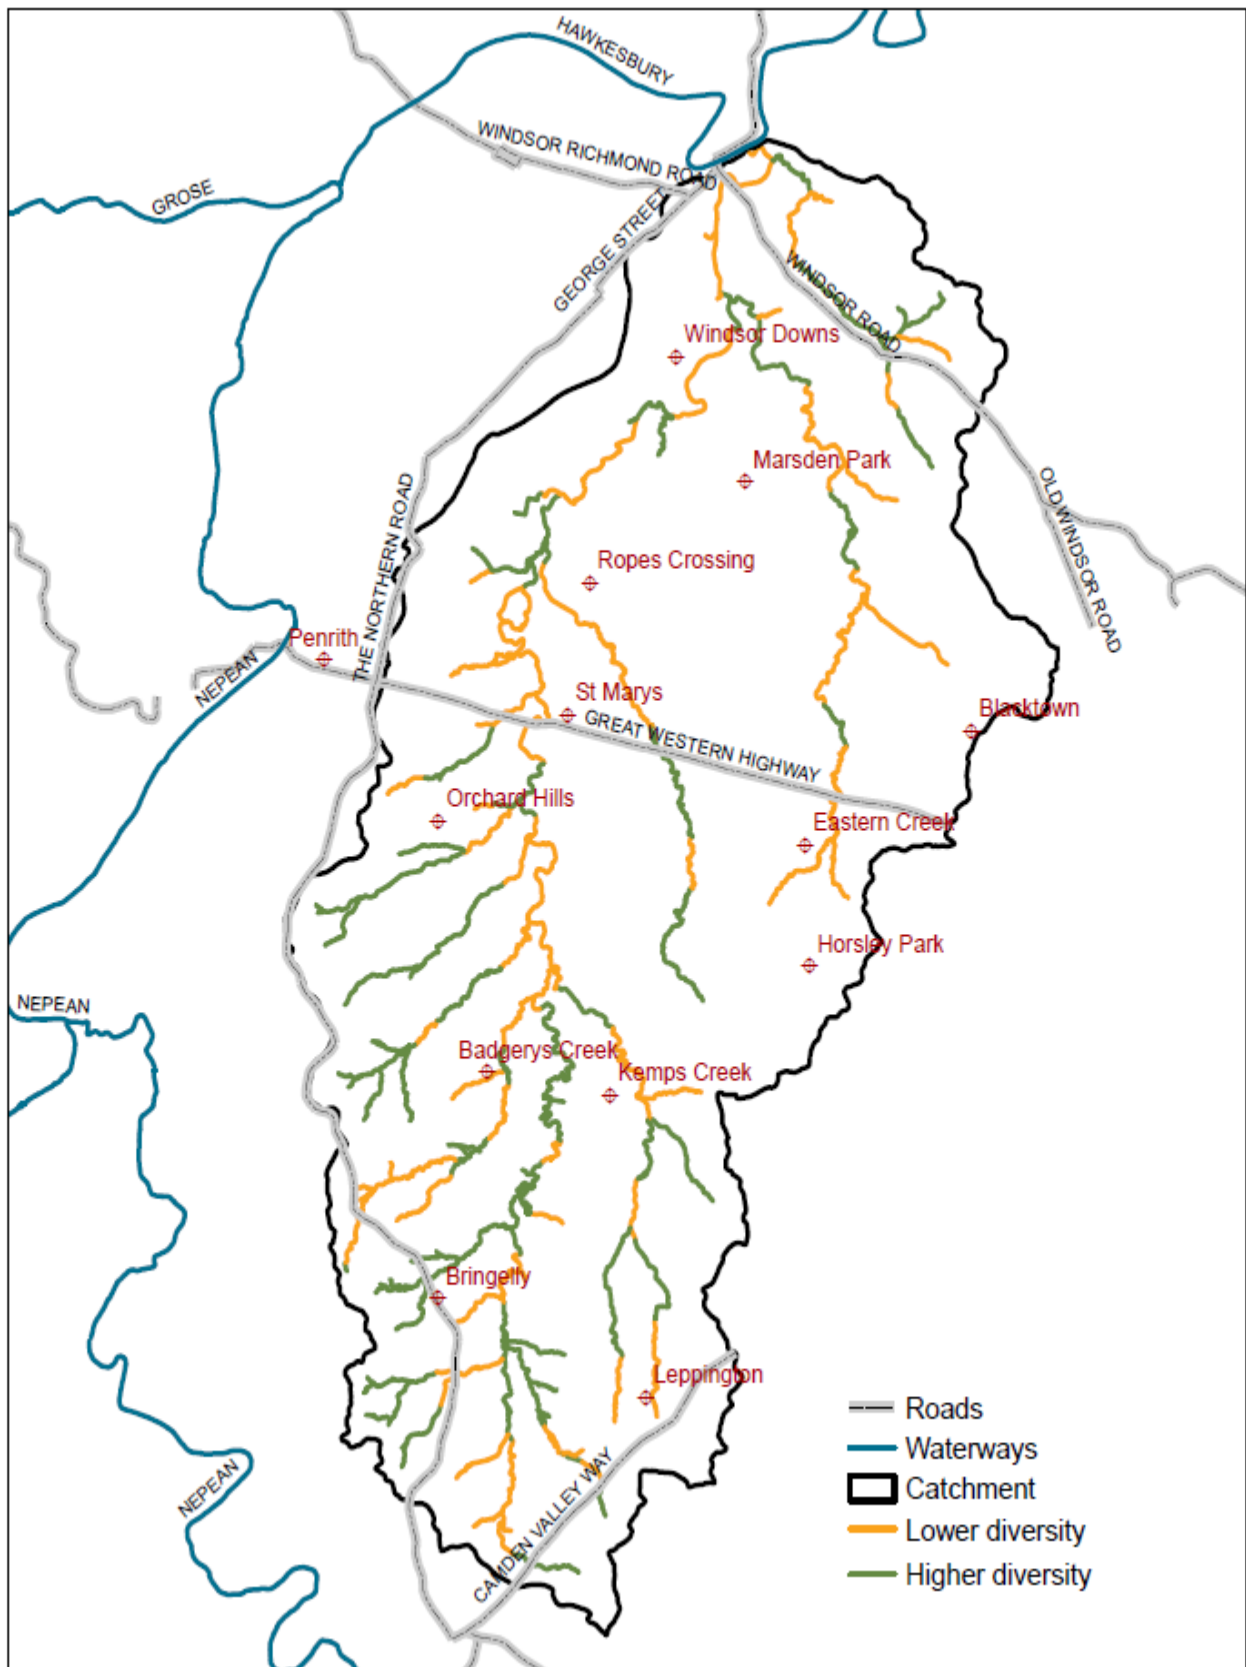 HAWKESBURY
WINDSOR RICHMOND ROAD
GROSE
GEORGE STREET
WINDSOR ROAD
Windsor Downs
Marsden Park
OLD WINDSOR ROAD
THE NORTHERN ROAD
Ropes Crossing
Penrith
NEPEAN
St Marys
Blacktown
GREAT WESTERN HIGHWAY
Orchard Hills
Eastern Creek
Horsley Park
NEPEAN
Badgerys Creek
Kemps Creek
Bringelly
Leppington
NEPEAN
CAMDEN VALLEY WAY
Roads
Waterways
Catchment
Lower diversity
Higher diversity